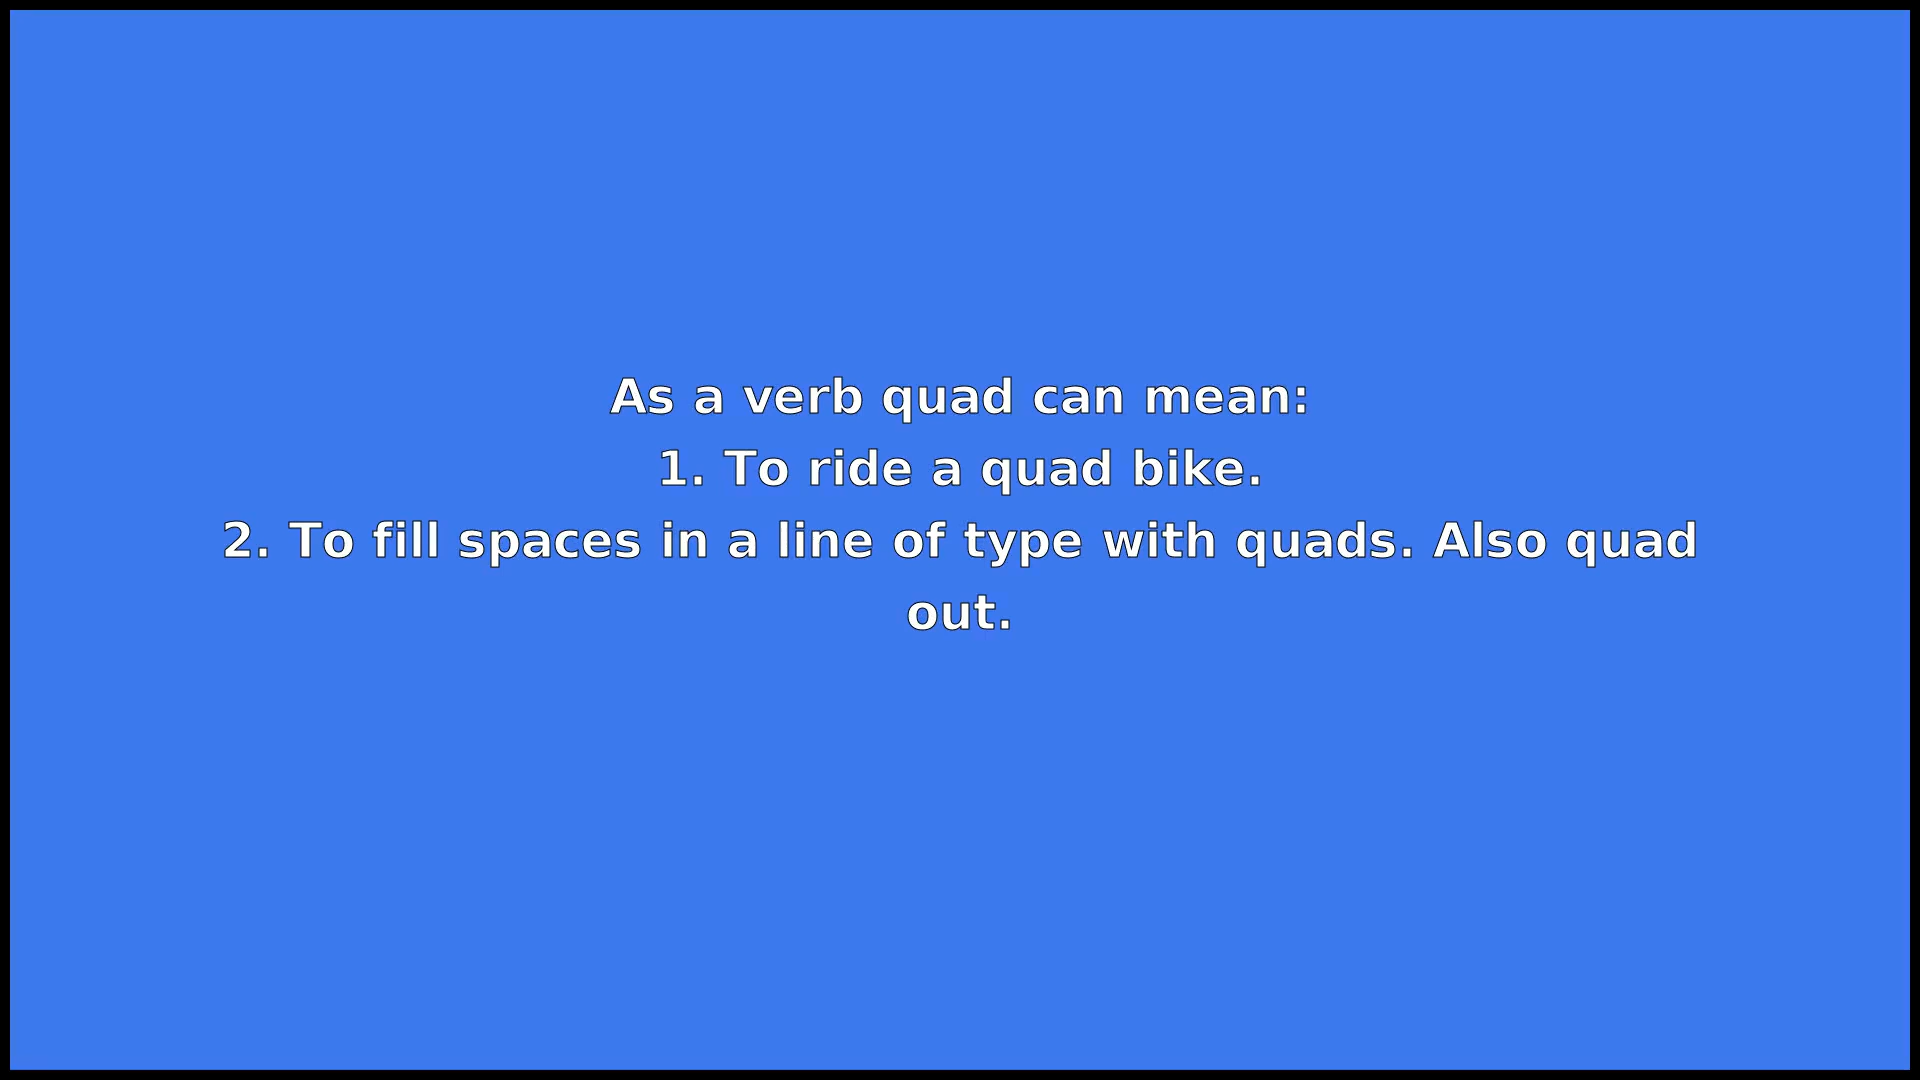 As a verb quad can mean:
1. To ride a quad bike.
2. To fill spaces in a line of type with quads. Also quad
out.